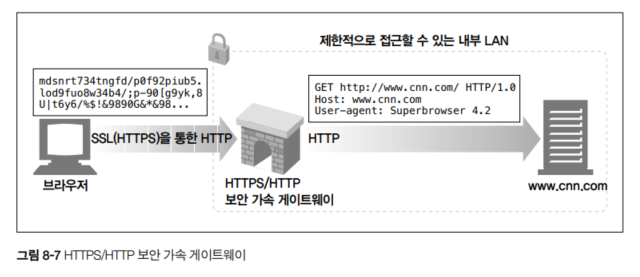 제한적으로 접근할 수 있는 내부 LAN
mdsnrt734tngfd/p0f92piub5.
lod9fuo8w34b4/;p-90[g9yk,8
U|t6y6/%$!&9890G&*&98...
GET http://www.cnn.com/ HTTP/1.0
Host: www.cnn.com
User-agent: Superbrowser 4.2
SSL(HTTPS)을 통한 HTTP
HTTP
브라우저
HTTPS/HTTP
보안 가속 게이트웨이
www.cnn.com
그림 8-7 HTTPS/HTTP 보안 가속 게이트웨이